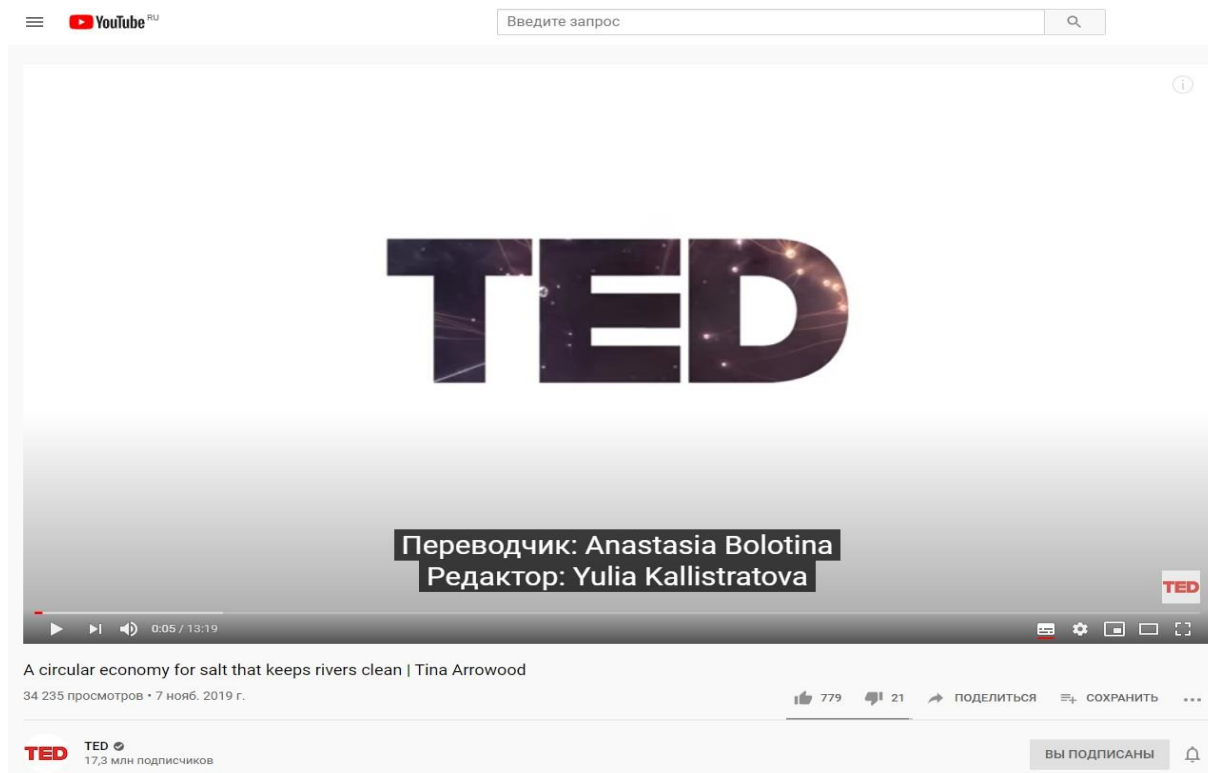 YouTube RU
Введите запрос
TED
Переводчик: Anastasia Bolotina
Редактор: Yulia Kallistratova
TED
0:05 / 13:19
A circular economy for salt that keeps rivers clean | Tina Arrowood
34 235 просмотров • 7 нояб. 2019 г.
779 21 ПОДЕЛИТЬСЯ СОХРАНИТЬ ...
TED TED
17,3 млн подписчиков
ВЫ ПОДПИСАНЫ